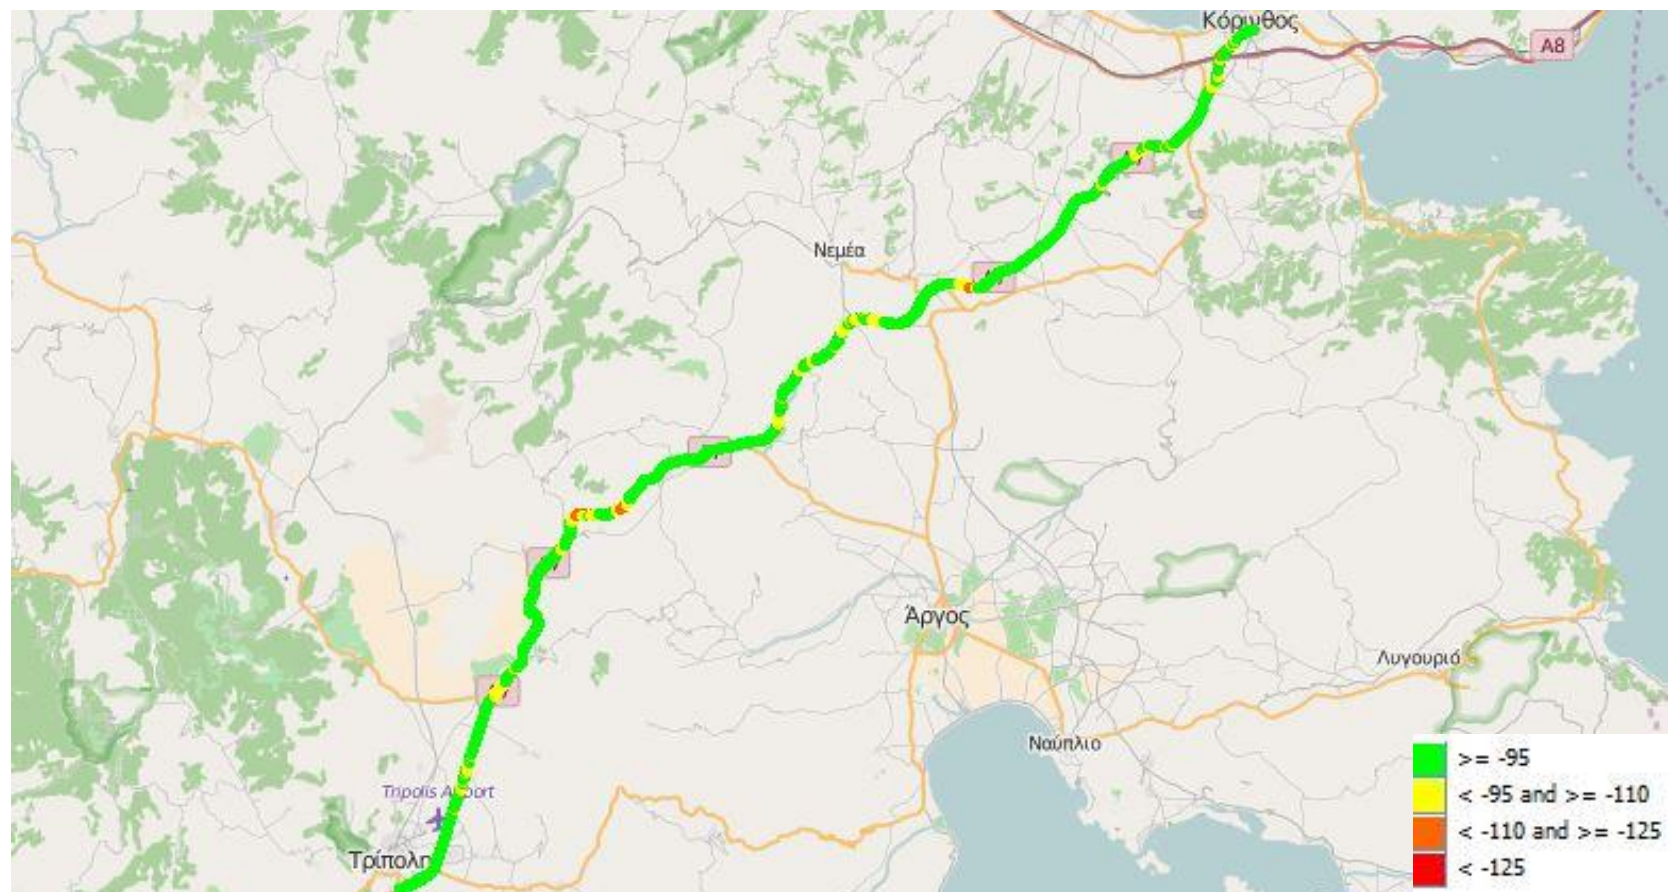 Κόρινθος
A8
Νεμέα
Άργος
Λυγουριό
Ναύπλιο
Tripolis Airport
Τρίπολη
>= -95
< -95 and >= -110
< -110 and >= -125
< -125